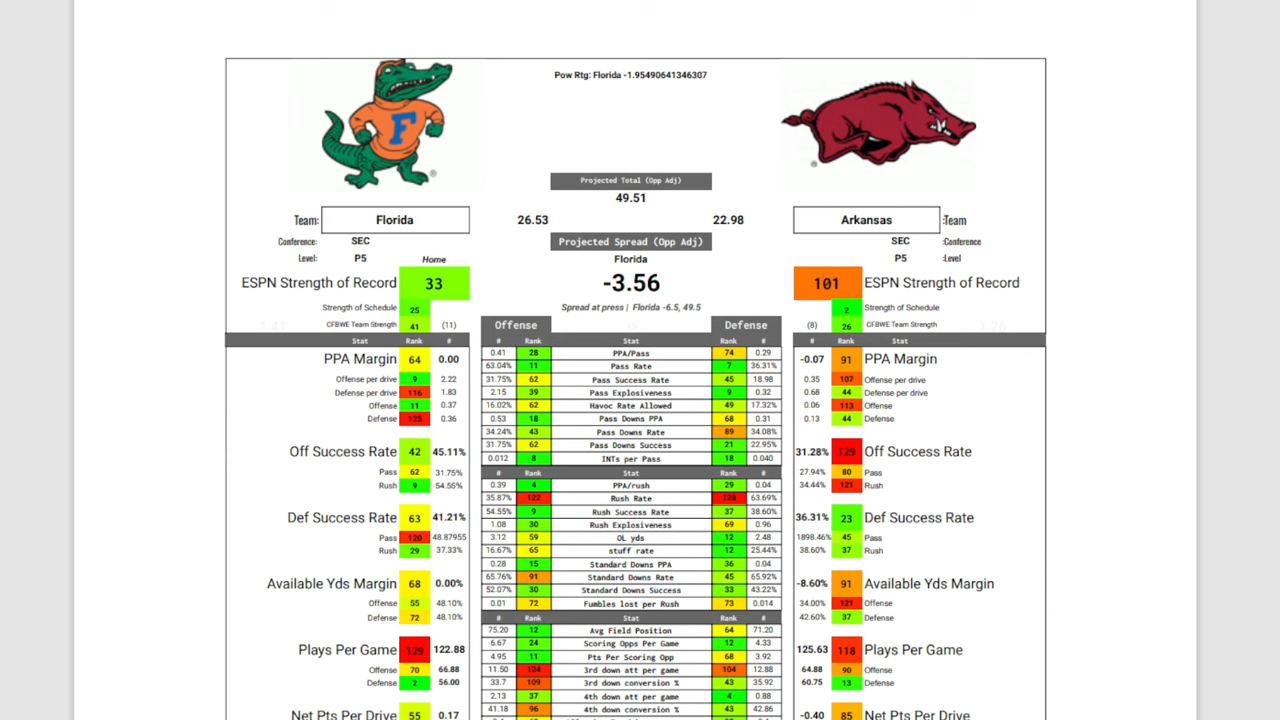 Pow Rtg: Florida -1.95490641346307
F
Projected Total (Opp Adj)
49.51
Team: Florida 26.53 22.98 Arkansas :Team
Conference: SEC Projected Spread (Opp Adj) SEC :Conference
Level: P5 Home Florida P5 :Level
ESPN Strength of Record 33 -3.56 101 ESPN Strength of Record
Strength of Schedule 25 Spread at press | Florida -6.5, 49.5 2 Strength of Schedule
CFBWE Team Strength 41 (11) Offense Defense (8) 26 CFBWE Team Strength
Stat Rank # # Rank Stat Rank # # Rank Stat
PPA Margin 64 0.00 0.41 28 PPA/Pass 74 0.29 -0.07 91 PPA Margin
63.04% 11 Pass Rate 7 36.31%
Offense per drive 9 2.22 31.75% 62 Pass Success Rate 45 18.98 0.35 107 Offense per drive
Defense per drive 116 1.83 2.15 39 Pass Explosiveness 9 0.32 0.68 44 Defense per drive
Offense 11 0.37 16.02% 62 Havoc Rate Allowed 49 17.32% 0.06 113 Offense
Defense 125 0.36 0.53 18 Pass Downs PPA 68 0.31 0.13 44 Defense
34.24% 43 Pass Downs Rate 89 34.08%
Off Success Rate 42 45.11% 31.75% 62 Pass Downs Success 21 22.95% 31.28% 129 Off Success Rate
0.012 8 INTs per Pass 18 0.040
Pass 62 31.75% # Rank Stat Rank # 27.94% 80 Pass
Rush 9 54.55% 0.39 4 PPA/rush 29 0.04 34.44% 121 Rush
35.87% 122 Rush Rate 128 63.69%
Def Success Rate 63 41.21% 54.55% 9 Rush Success Rate 37 38.60% 36.31% 23 Def Success Rate
1.08 30 Rush Explosiveness 69 0.96
Pass 120 48.87955 3.12 59 OL yds 12 2.48 1898.46% 45 Pass
Rush 29 37.33% 16.67% 65 stuff rate 12 25.44% 38.60% 37 Rush
0.28 15 Standard Downs PPA 36 0.04
Available Yds Margin 68 0.00% 65.76% 91 Standard Downs Rate 45 65.92% -8.60% 91 Available Yds Margin
52.07% 30 Standard Downs Success 33 43.22%
Offense 55 48.10% 0.01 72 Fumbles lost per Rush 73 0.014 34.00% 121 Offense
Defense 72 48.10% # Rank Stat Rank # 42.60% 37 Defense
75.20 12 Avg Field Position 64 71.20
Plays Per Game 129 122.88 6.67 24 Scoring Opps Per Game 12 4.33 125.63 118 Plays Per Game
4.95 11 Pts Per Scoring Opp 68 3.92
Offense 70 66.88 11.50 124 3rd down att per game 104 12.88 64.88 90 Offense
Defense 2 56.00 33.7 109 3rd down conversion % 43 35.92 60.75 13 Defense
2.13 37 4th down att per game 4 0.88
Net Pts Per Drive 55 0.17 41.18 96 4th down conversion % 43 42.86 -0.40 85 Net Pts Per Drive